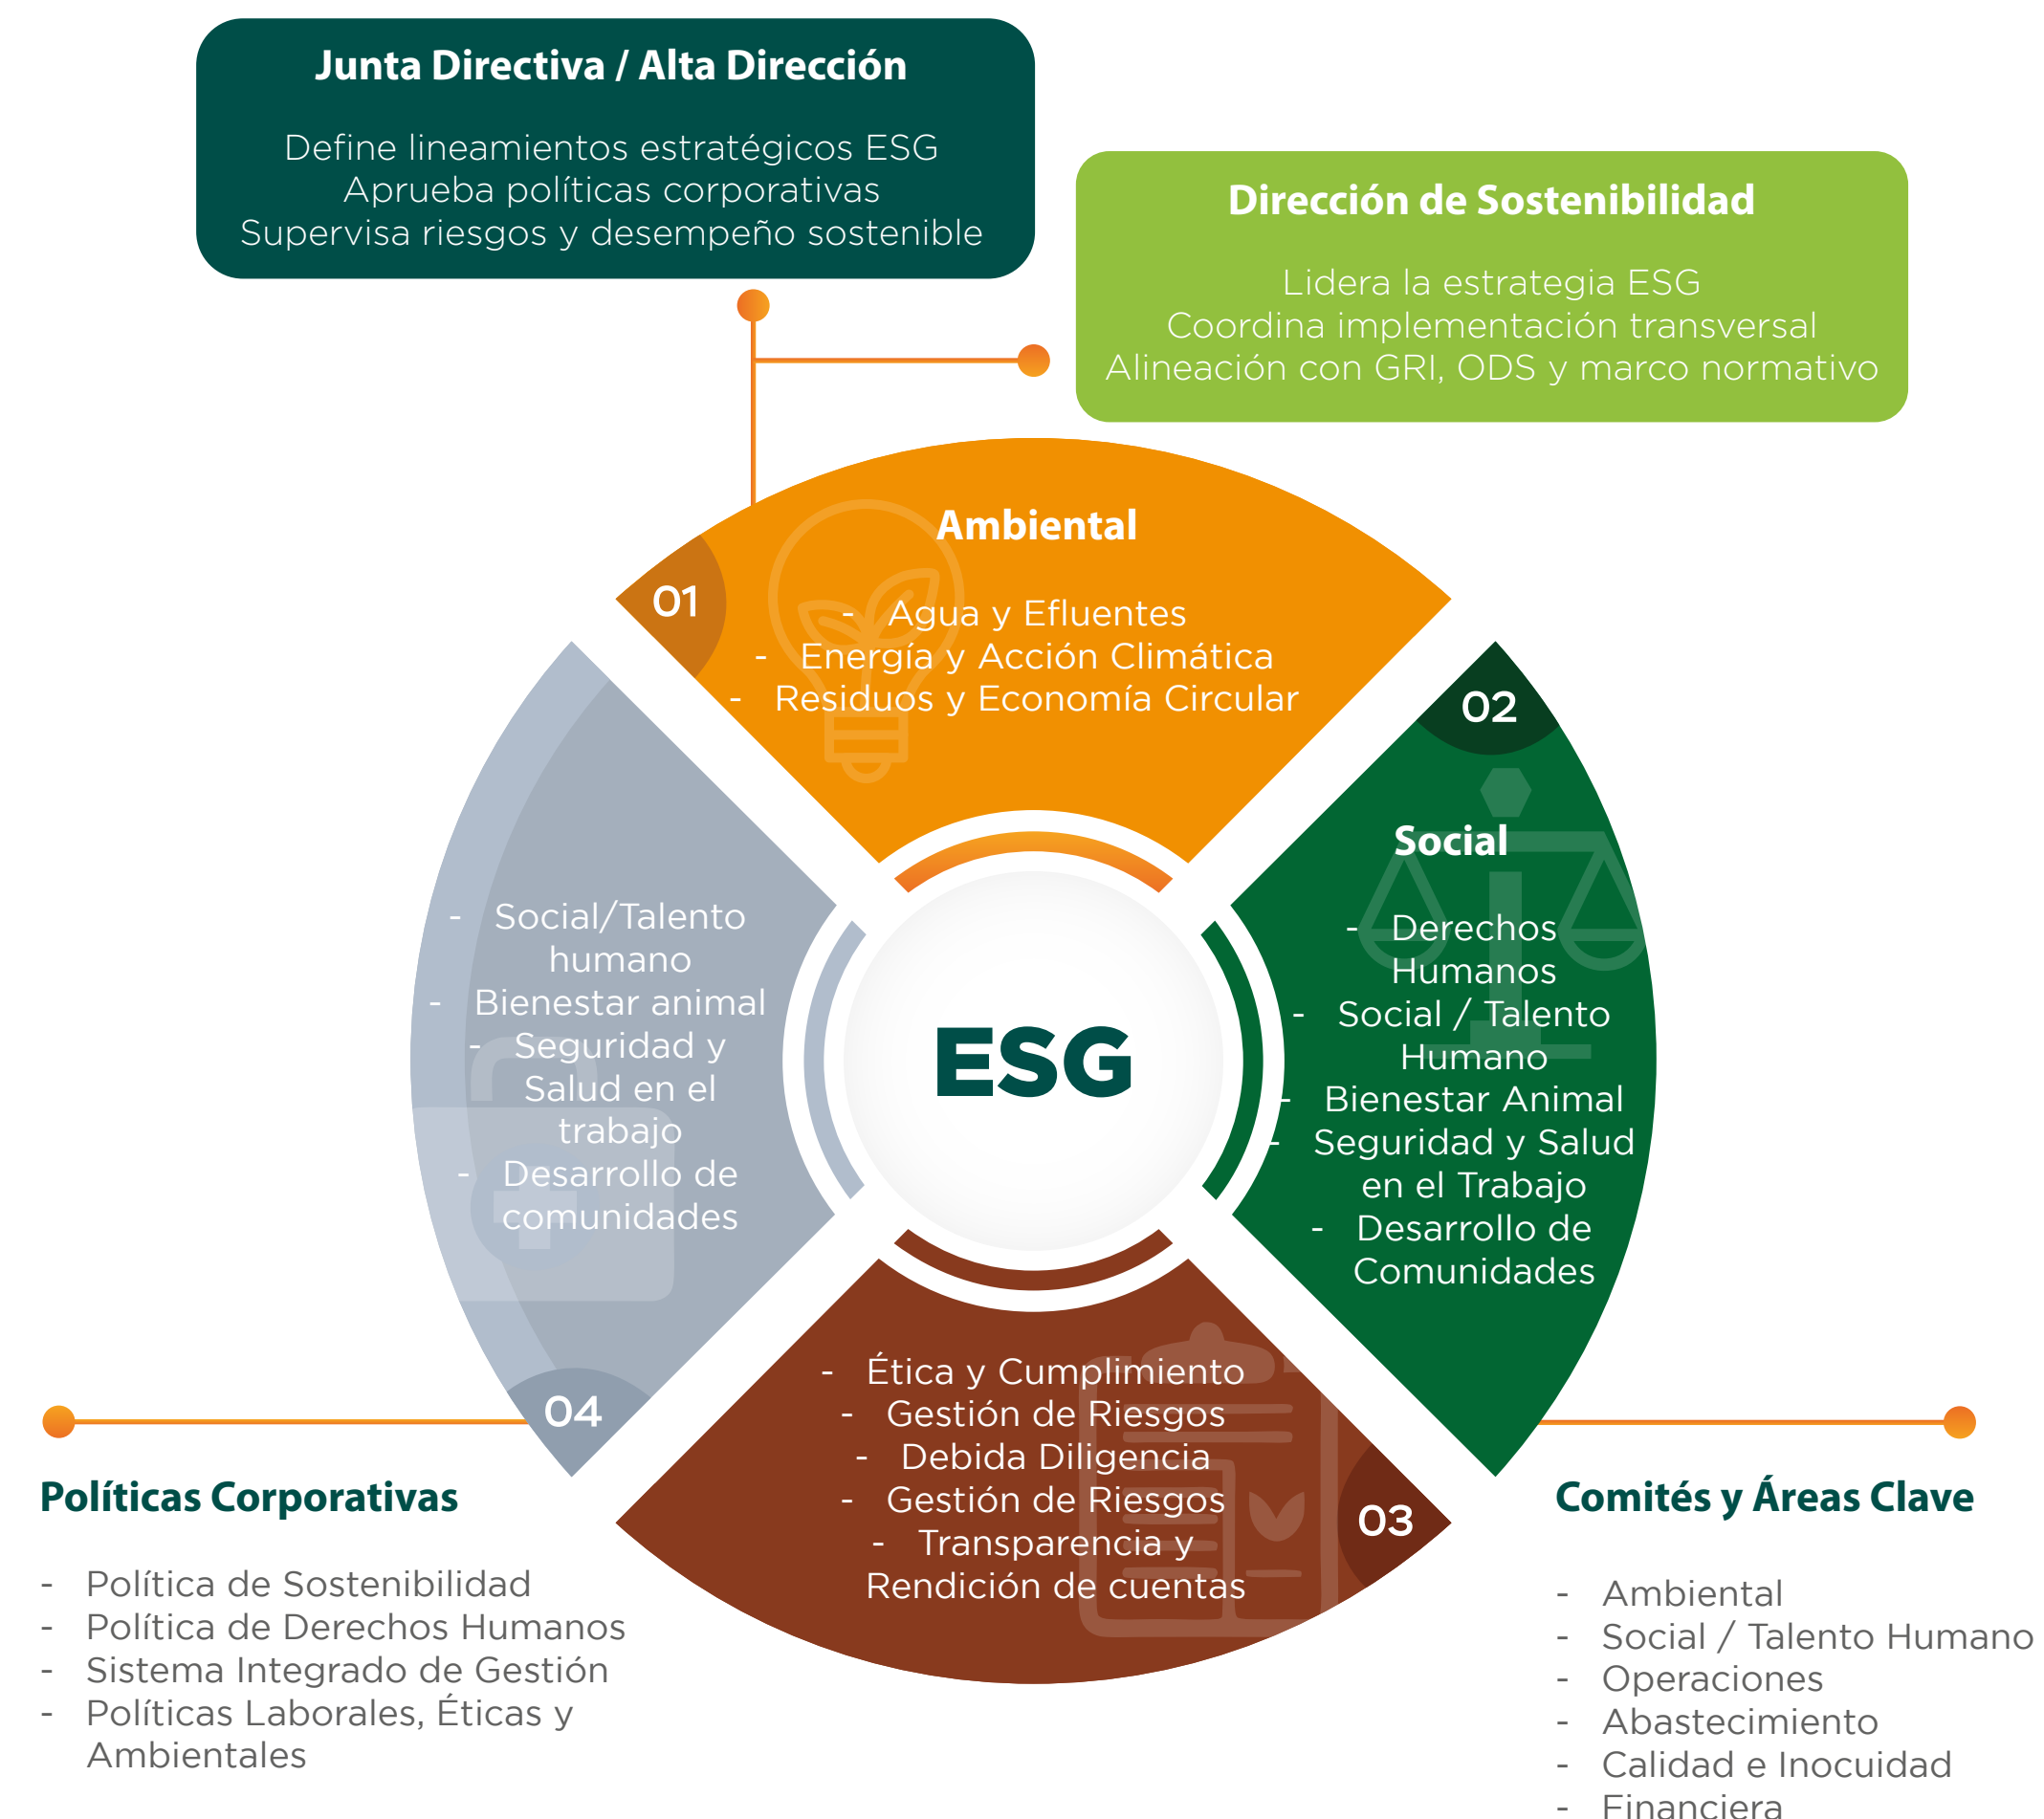 Junta Directiva / Alta Dirección
Define lineamientos estratégicos ESG
Aprueba políticas corporativas
Supervisa riesgos y desempeño sostenible
Dirección de Sostenibilidad
Lidera la estrategia ESG
Coordina implementación transversal
Alineación con GRI, ODS y marco normativo
01
Ambiental
- Agua y Efluentes
- Energía y Acción Climática
- Residuos y Economía Circular
02
Social
- Derechos
Humanos
- Social / Talento
Humano
- Bienestar Animal
- Seguridad y Salud
en el Trabajo
- Desarrollo de
Comunidades
ESG
- Ética y Cumplimiento
- Gestión de Riesgos
- Debida Diligencia
- Gestión de Riesgos
- Transparencia y
Rendición de cuentas
03
- Social/Talento
humano
- Bienestar animal
- Seguridad y
Salud en el
trabajo
- Desarrollo de
comunidades
04
Políticas Corporativas
- Política de Sostenibilidad
- Política de Derechos Humanos
- Sistema Integrado de Gestión
- Políticas Laborales, Éticas y
Ambientales
Comités y Áreas Clave
- Ambiental
- Social / Talento Humano
- Operaciones
- Abastecimiento
- Calidad e Inocuidad
- Financiera